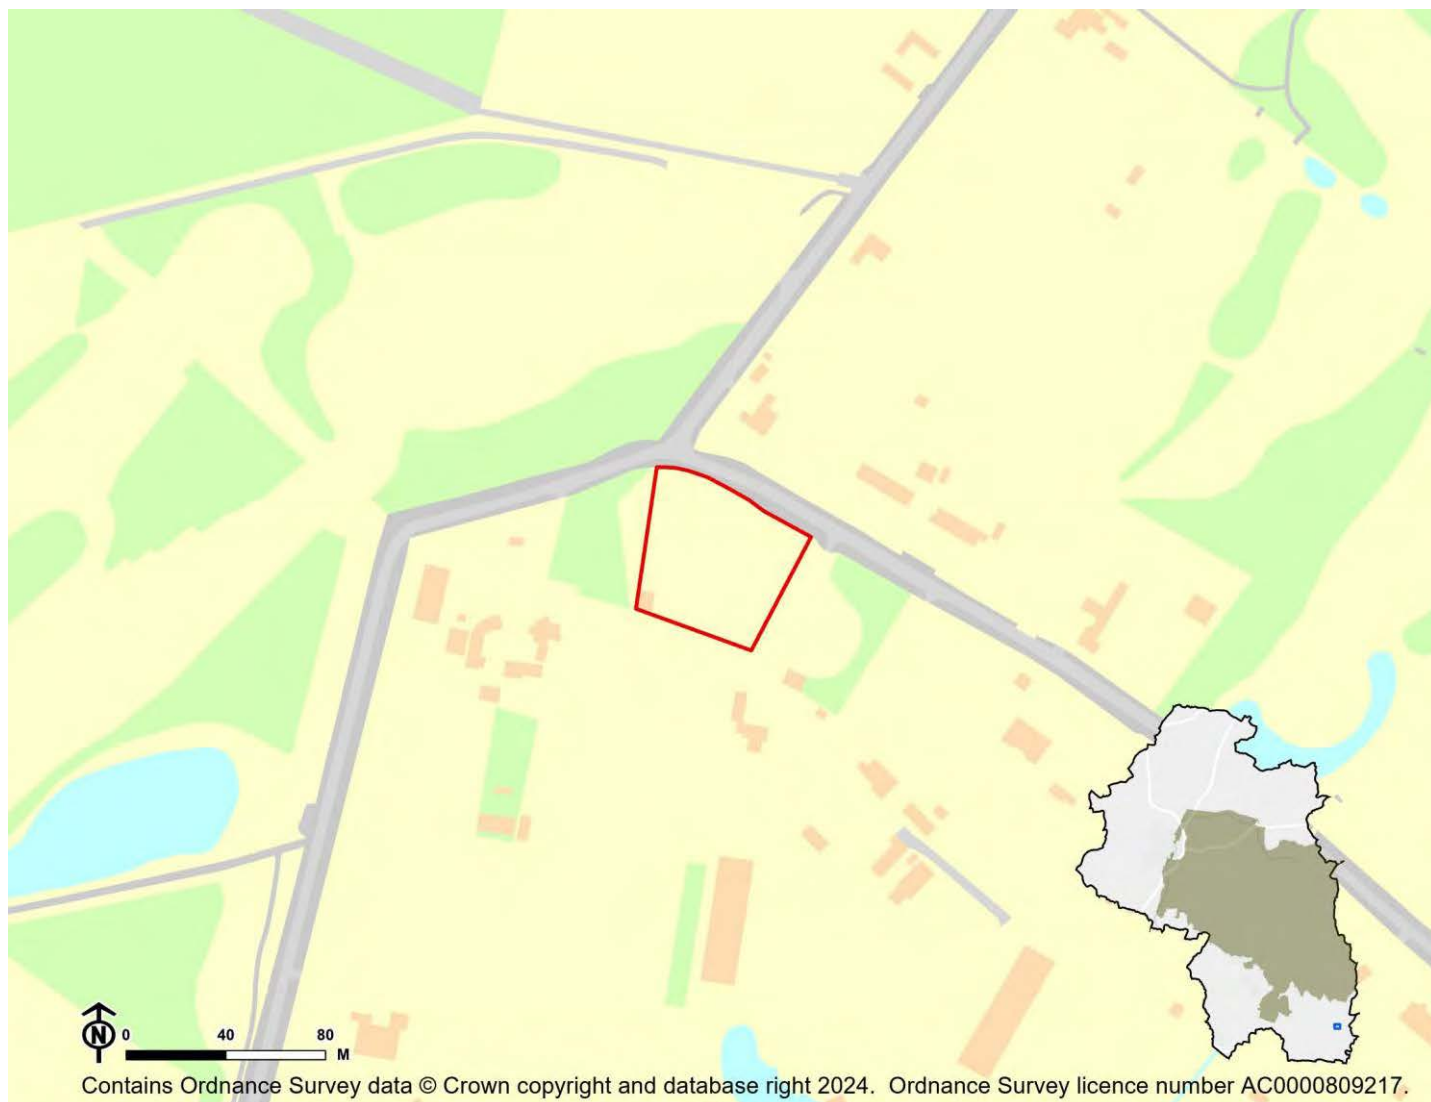 N
0 40 80
M
Contains Ordnance Survey data © Crown copyright and database right 2024. Ordnance Survey licence number AC0000809217.